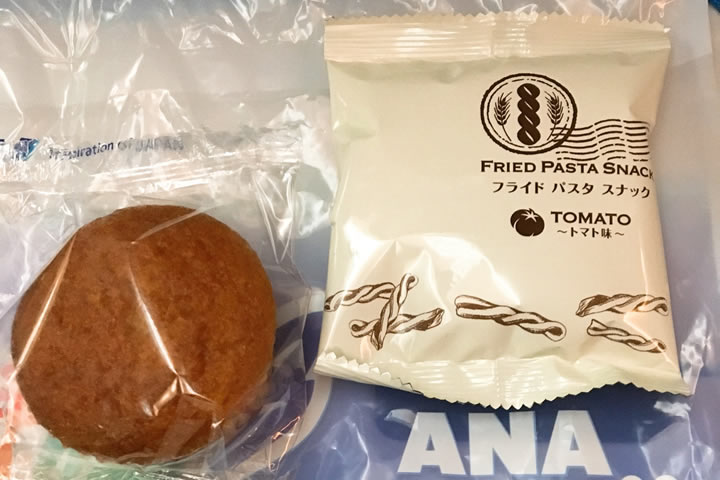 Inspiration of JAPAN
FRIED PASTA SNACK
フライド パスタ スナック
TOMATO
〜トマト味〜
ANA